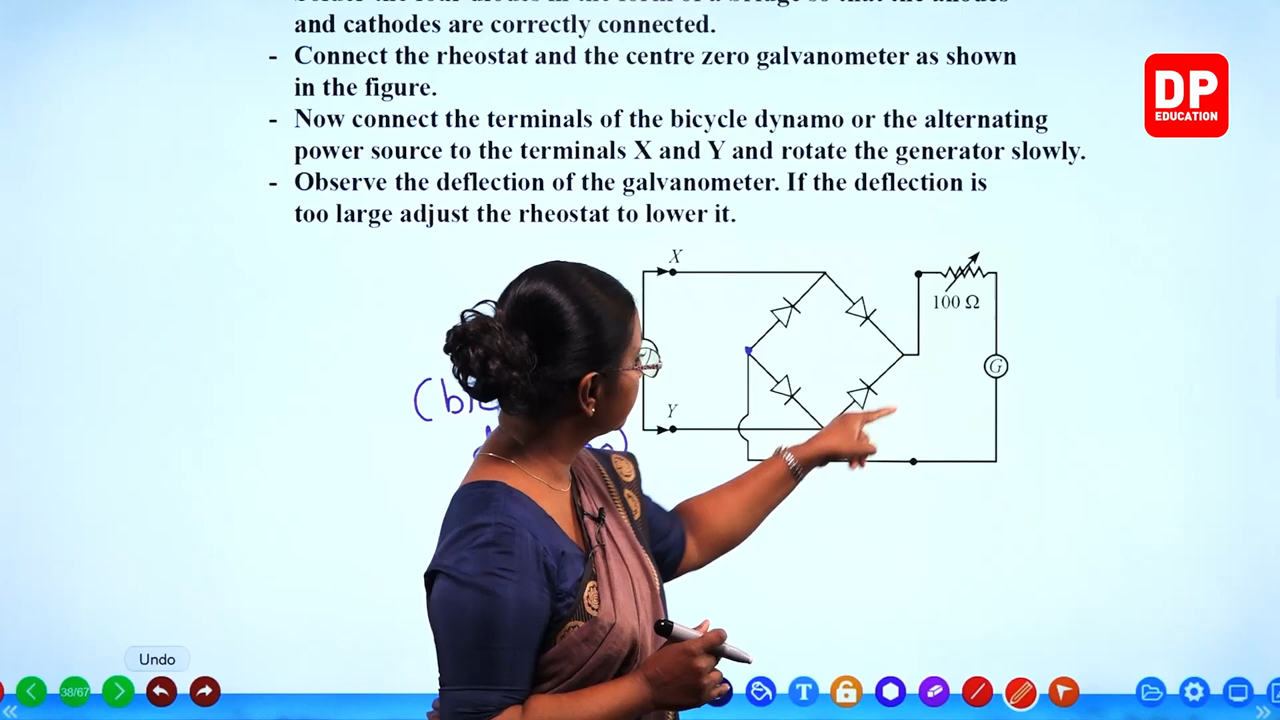 and cathodes are correctly connected.
- Connect the rheostat and the centre zero galvanometer as shown
in the figure.
- Now connect the terminals of the bicycle dynamo or the alternating
power source to the terminals X and Y and rotate the generator slowly.
- Observe the deflection of the galvanometer. If the deflection is
too large adjust the rheostat to lower it.
DP
EDUCATION
X
100 Ω
G
Y
Undo
38/67
T